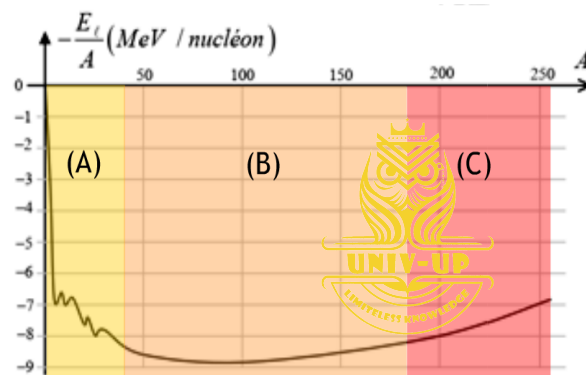 -E_ℓ/A (MeV / nucléon)
0 50 100 150 200 250 A
-1
-2
(A) (B) (C)
-3
-4
-5
UNIV-UP
-6
LIMITELESS KNOWLEDGE
-7
-8
-9